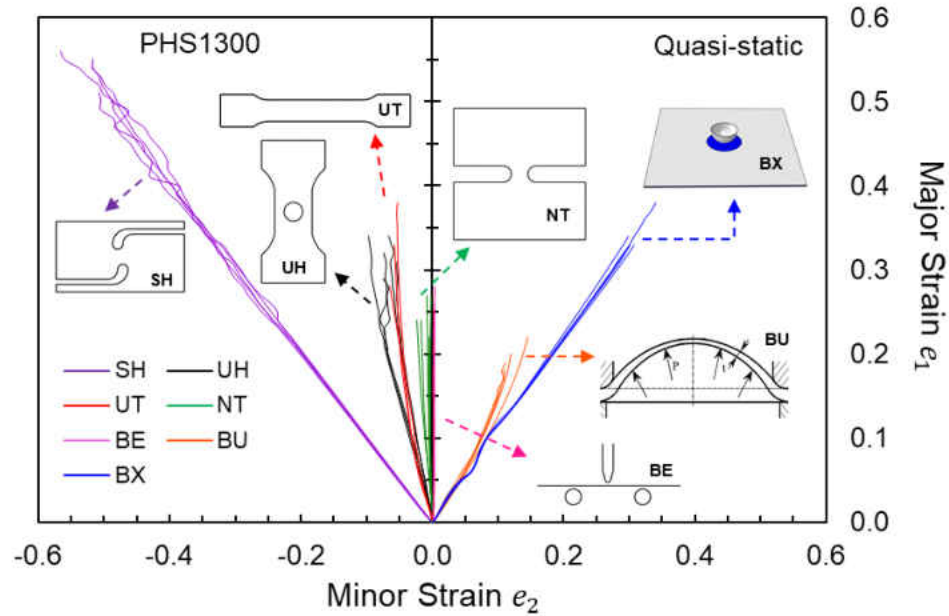 PHS1300
Quasi-static
UT
UH
SH
NT
BX
BU
P
t
BE
SH
UH
UT
NT
BE
BU
BX
0.6
0.5
0.4
0.3
0.2
0.1
0.0
Major Strain e₁
-0.6 -0.4 -0.2 0.0 0.2 0.4 0.6
Minor Strain e₂